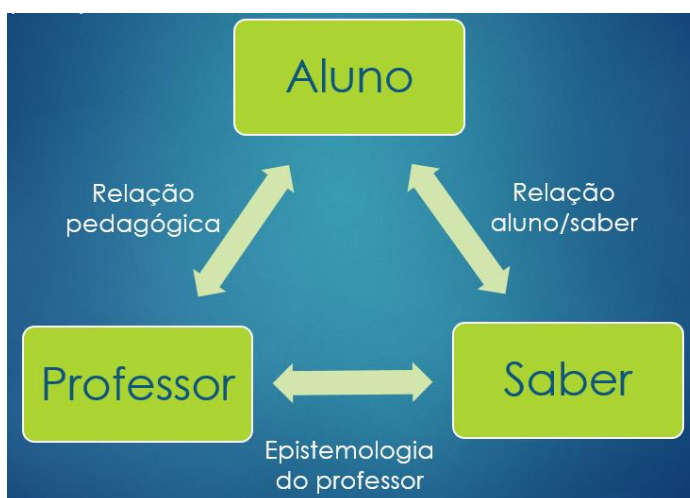 Aluno
Relação
pedagógica
Relação
aluno/saber
Professor
Saber
Epistemologia
do professor